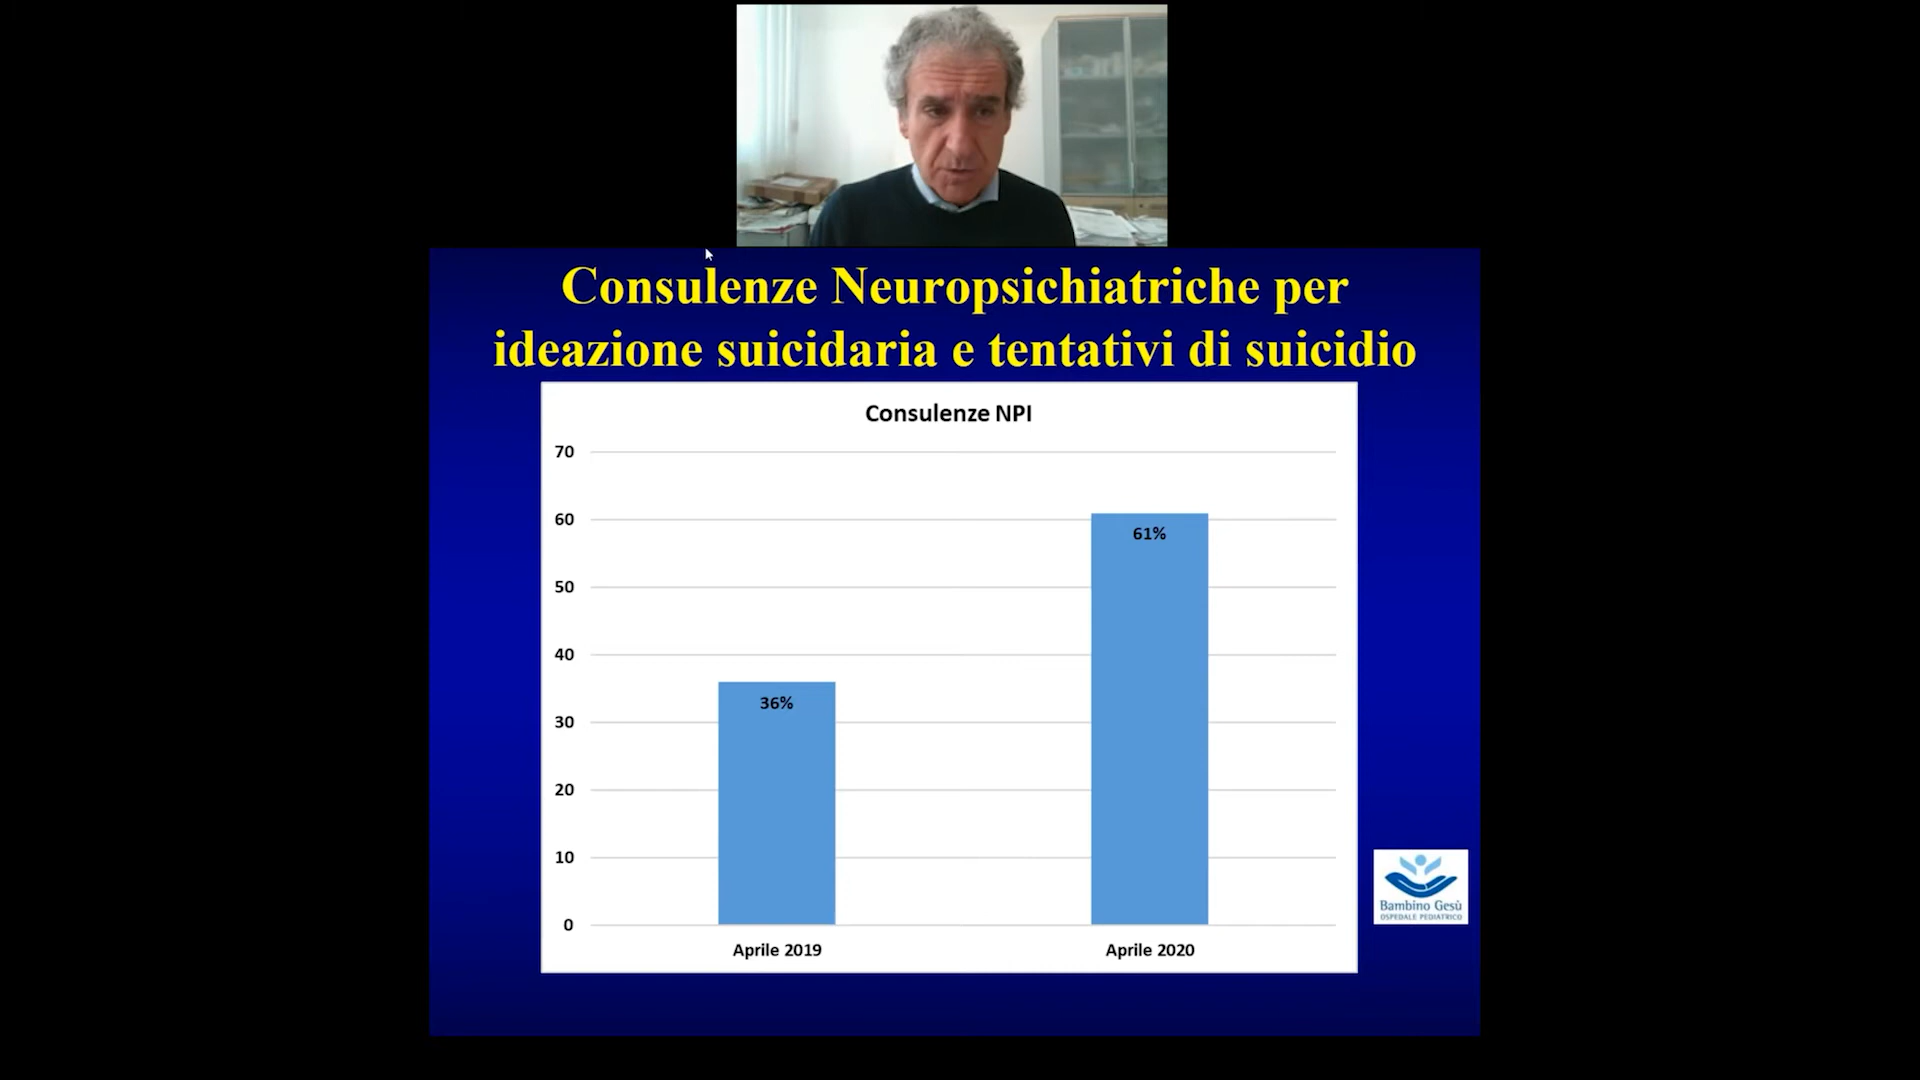 Consulenze Neuropsichiatriche per
ideazione suicidaria e tentativi di suicidio
Consulenze NPI
70
60
50
40
30
20
10
0
36%
61%
Aprile 2019
Aprile 2020
Bambino Gesù
OSPEDALE PEDIATRICO